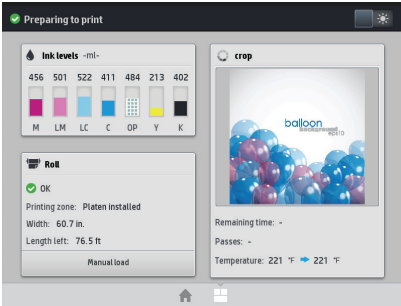 Preparing to print
Ink levels -ml-
456 501 522 411 484 213 402
M LM LC C OP Y K
Roll
OK
Printing zone: Platen installed
Width: 60.7 in.
Length left: 76.5 ft
Manual load
crop
balloon
background
eps10
Remaining time: -
Passes: -
Temperature: 221 °F ➡ 221 °F